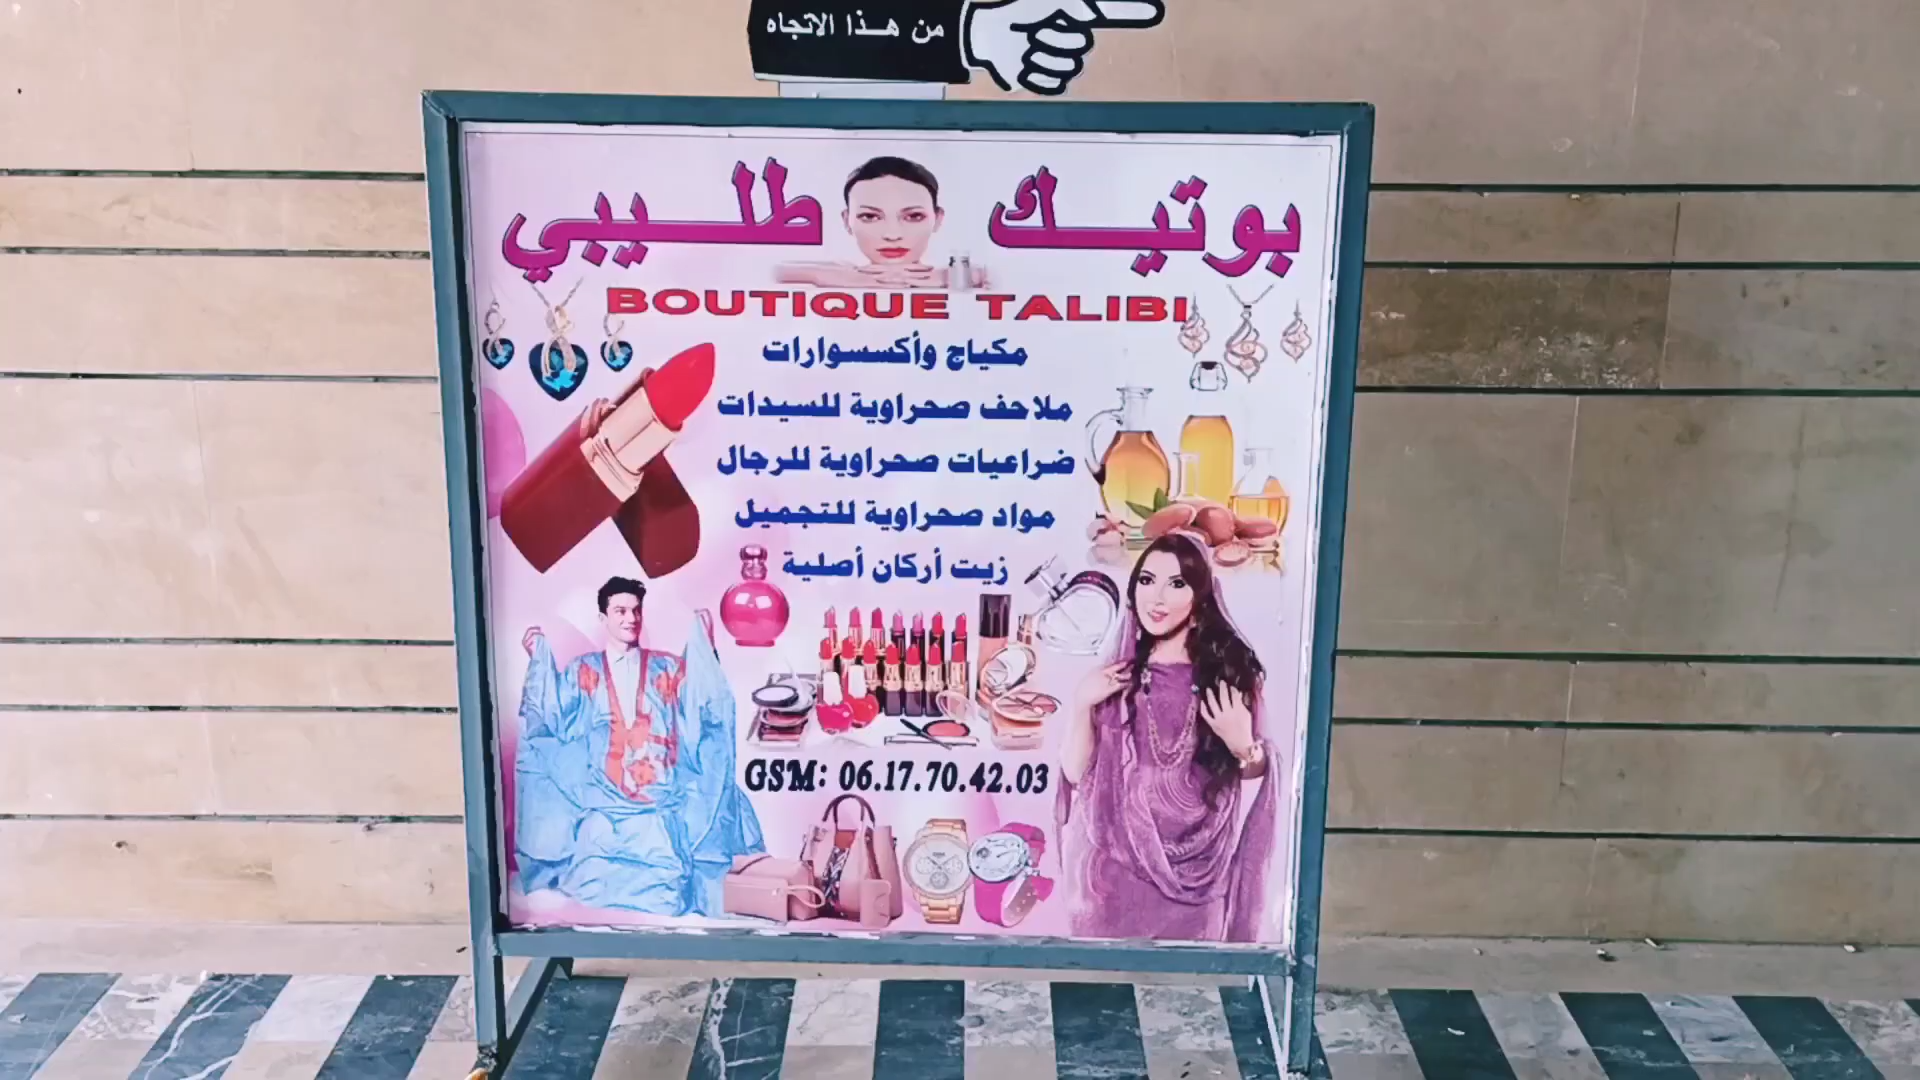 من هذا الاتجاه
بوتيك طليبي
BOUTIQUE TALIBI
مكياج وأكسسوارات
ملاحف صحراوية للسيدات
ضراعيات صحراوية للرجال
مواد صحراوية للتجميل
زيت أركان أصلية
GSM: 06.17.70.42.03